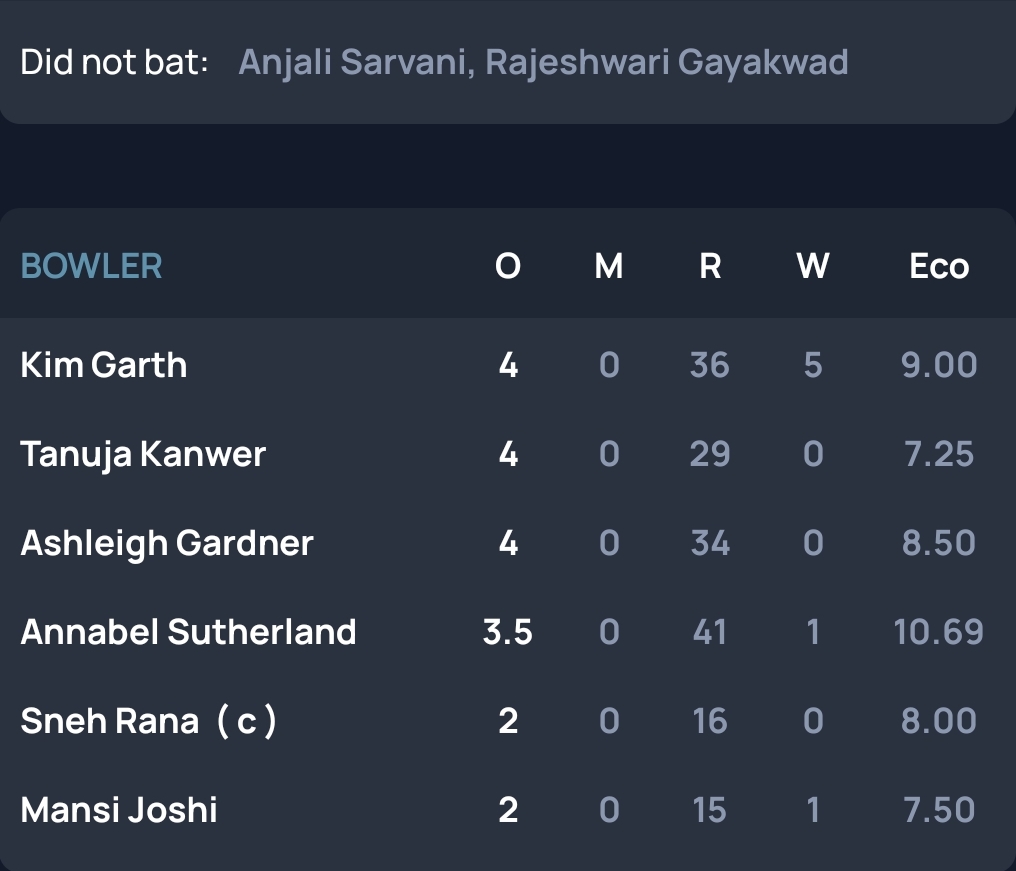 Did not bat: Anjali Sarvani, Rajeshwari Gayakwad
BOWLER O M R W Eco
Kim Garth 4 0 36 5 9.00
Tanuja Kanwer 4 0 29 0 7.25
Ashleigh Gardner 4 0 34 0 8.50
Annabel Sutherland 3.5 0 41 1 10.69
Sneh Rana ( c ) 2 0 16 0 8.00
Mansi Joshi 2 0 15 1 7.50